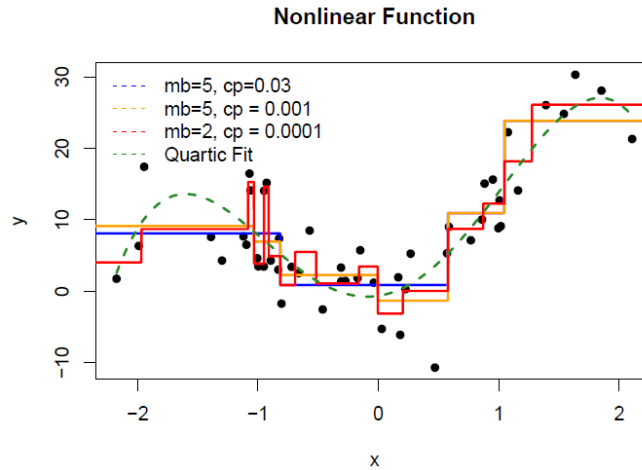 Nonlinear Function
mb=5, cp=0.03
mb=5, cp = 0.001
mb=2, cp = 0.0001
Quartic Fit
y
30
20
10
0
−10
−2 −1 0 1 2
x